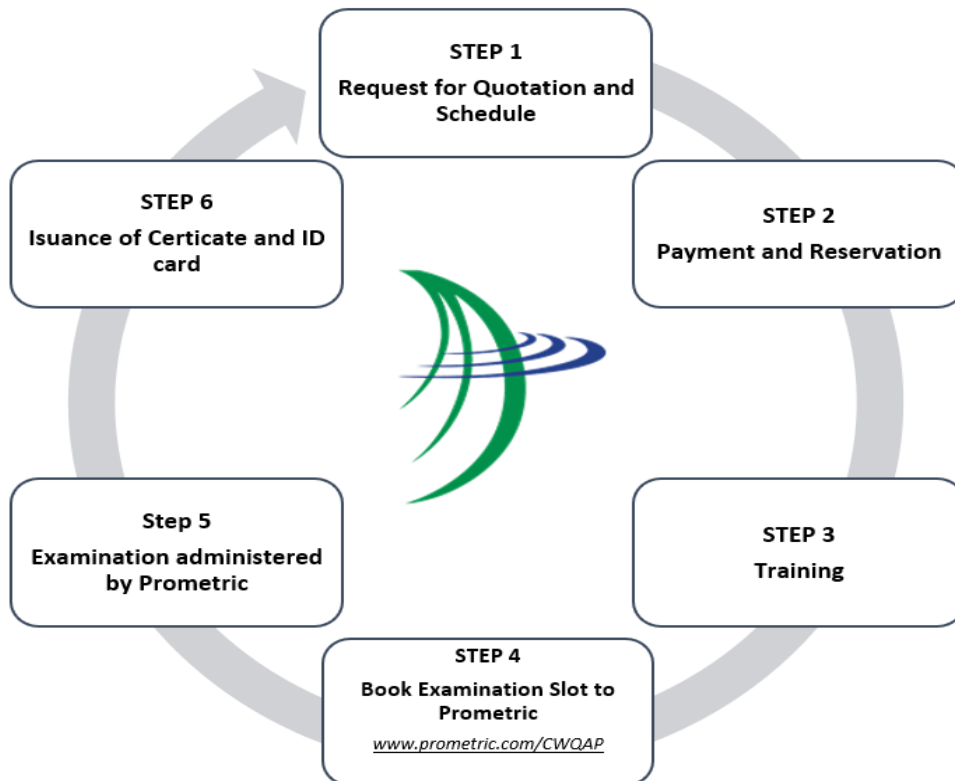 STEP 1
Request for Quotation and
Schedule
STEP 2
Payment and Reservation
STEP 3
Training
STEP 4
Book Examination Slot to
Prometric
www.prometric.com/CWQAP
Step 5
Examination administered
by Prometric
STEP 6
Isuance of Certicate and ID
card